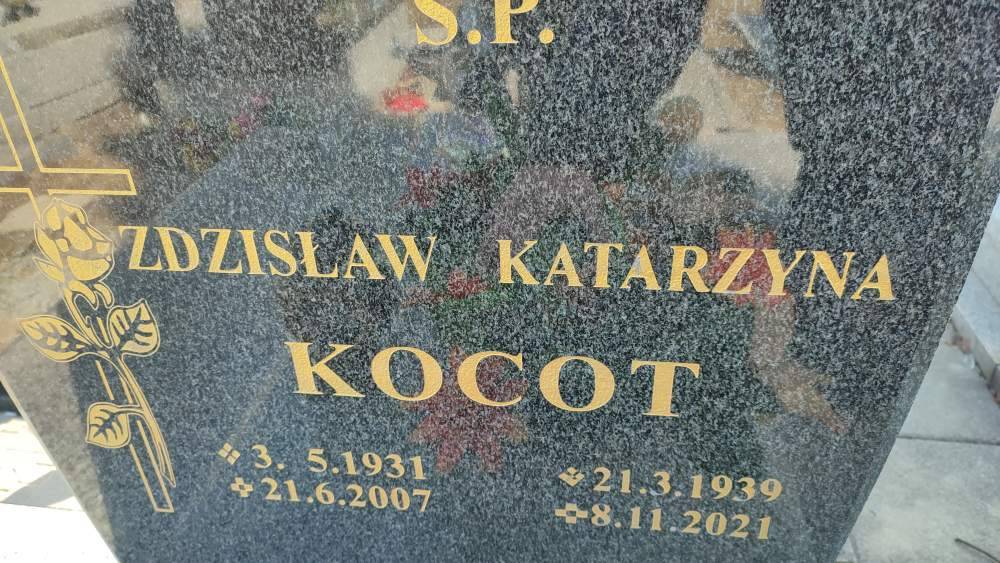 Ś.P.
ZDZISŁAW KATARZYNA
KOCOT
3. 5.1931 21.3.1939
21.6.2007 8.11.2021